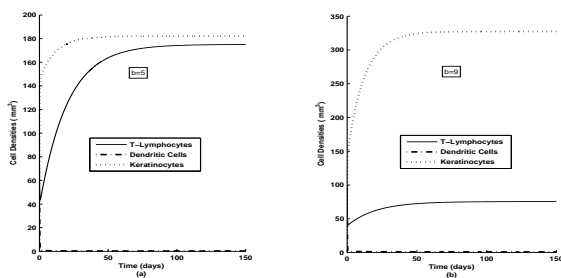 200
180
160
140
120
100
80
60
40
20
0
0
50
100
150
Cell Densities ( mm³)
b=5
T-Lymphocytes
Dendritic Cells
Keratinocytes
Time (days)
(a)
350
300
250
200
150
100
50
0
0
50
100
150
Cell Densities ( mm³)
b=9
T-Lymphocytes
Dendritic Cells
Keratinocytes
Time (days)
(b)